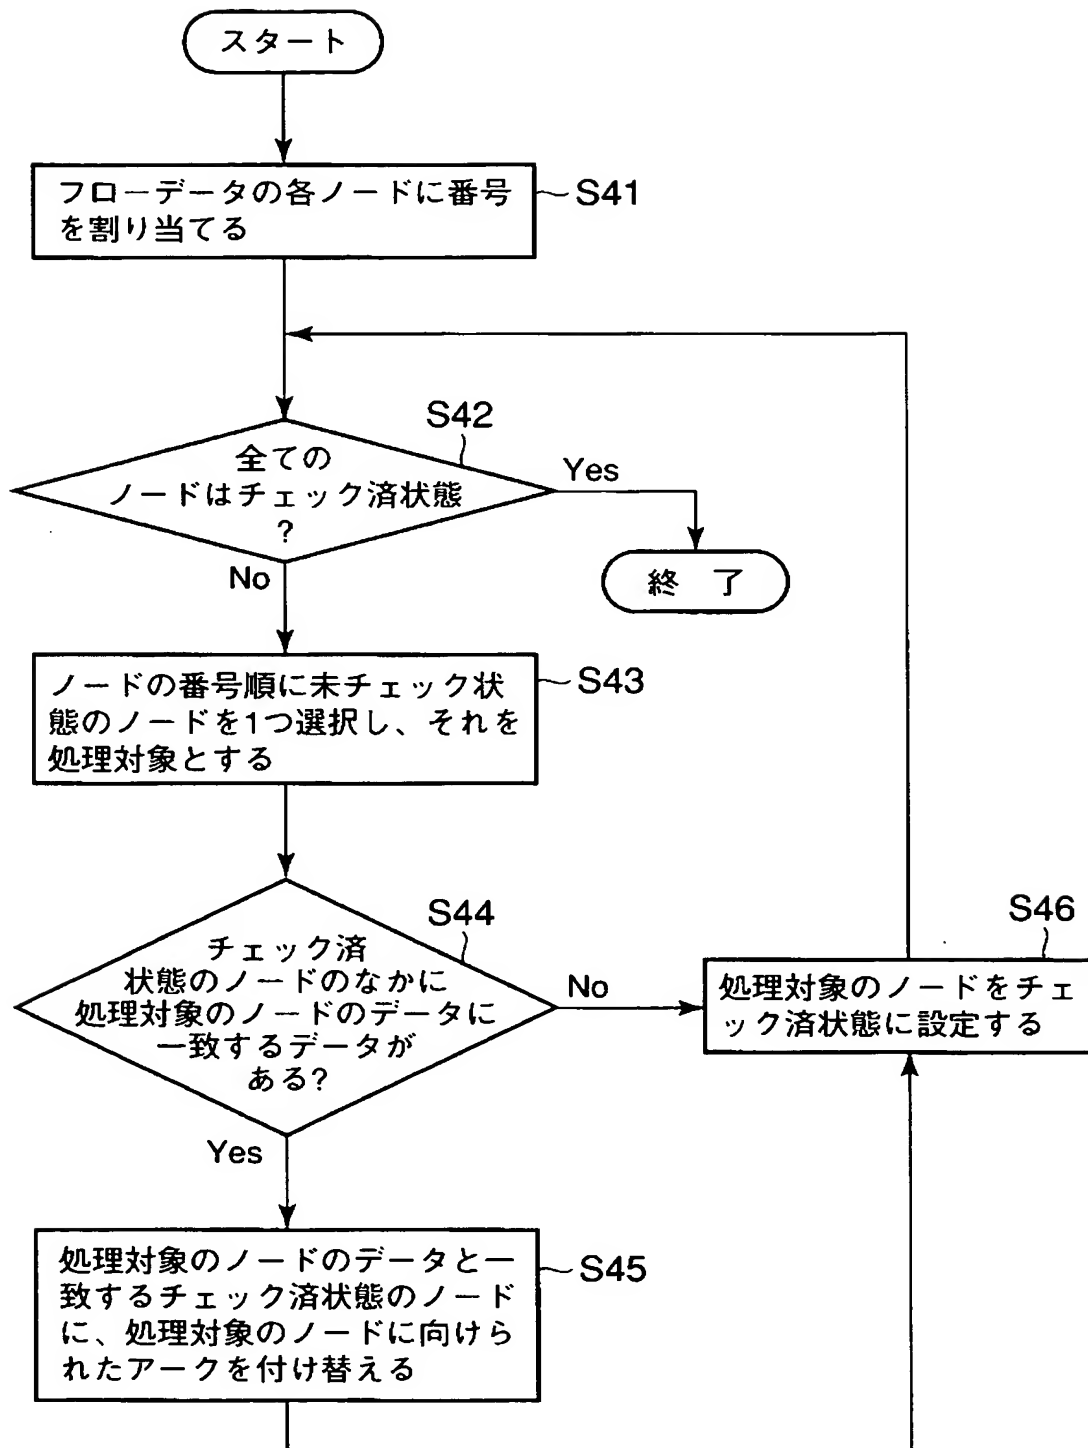 スタート
フローデータの各ノードに番号
を割り当てる
S41
S42
全ての
ノードはチェック済状態
?
Yes
終 了
No
ノードの番号順に未チェック状
態のノードを1つ選択し、それを
処理対象とする
S43
S44
チェック済
状態のノードのなかに
処理対象のノードのデータに
一致するデータが
ある?
No
S46
処理対象のノードをチェ
ック済状態に設定する
Yes
処理対象のノードのデータと一
致するチェック済状態のノード
に、処理対象のノードに向けら
れたアークを付け替える
S45